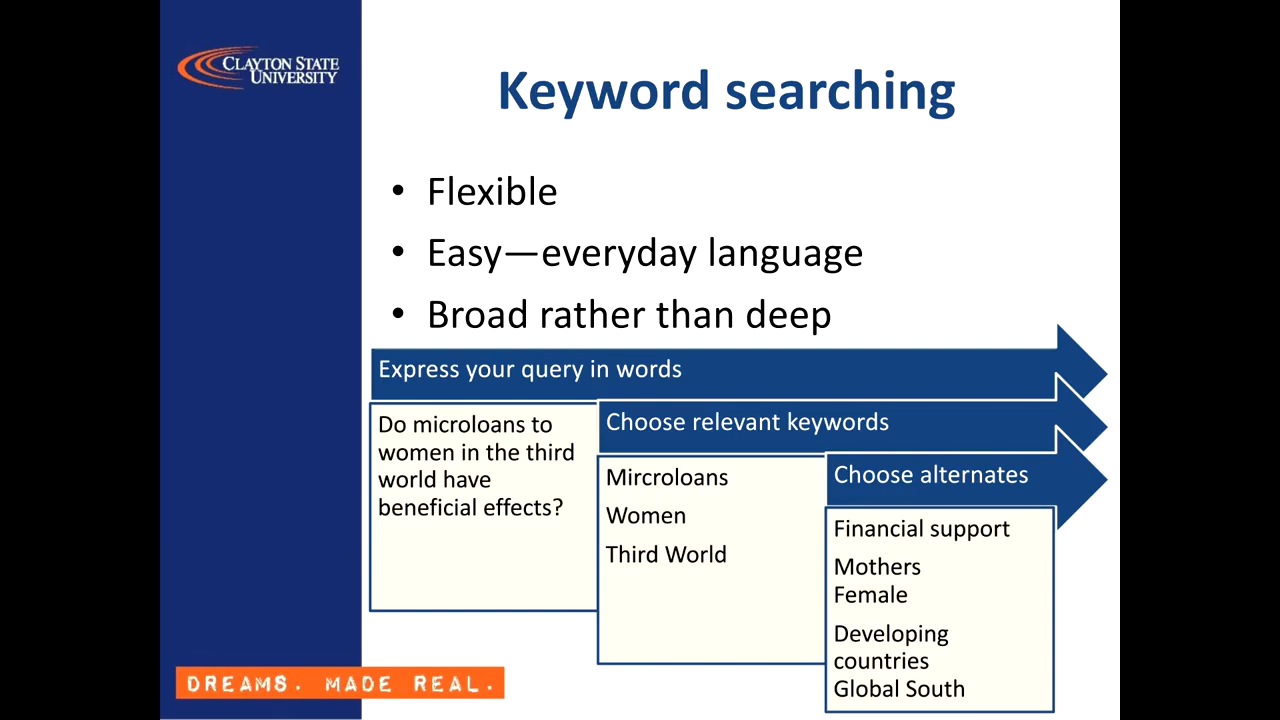 CLAYTON STATE
UNIVERSITY
Keyword searching
• Flexible
• Easy—everyday language
• Broad rather than deep
Express your query in words
Do microloans to
women in the third
world have
beneficial effects?
Choose relevant keywords
Mircroloans
Women
Third World
Choose alternates
Financial support
Mothers
Female
Developing
countries
Global South
DREAMS. MADE REAL.